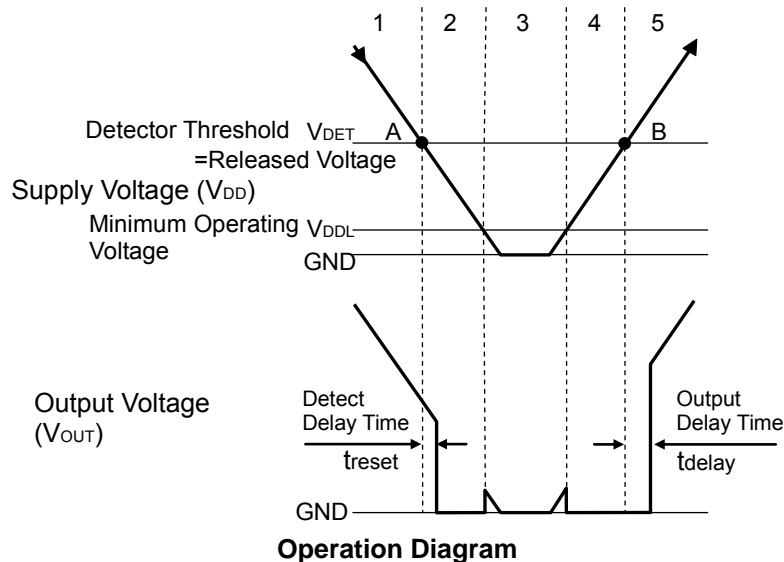 1 2 3 4 5
Detector Threshold VDET A B
=Released Voltage
Supply Voltage (VDD)
Minimum Operating VDDL
Voltage
GND
Output Voltage
(VOUT)
Detect
Delay Time
treset
Output
Delay Time
tdelay
GND
Operation Diagram